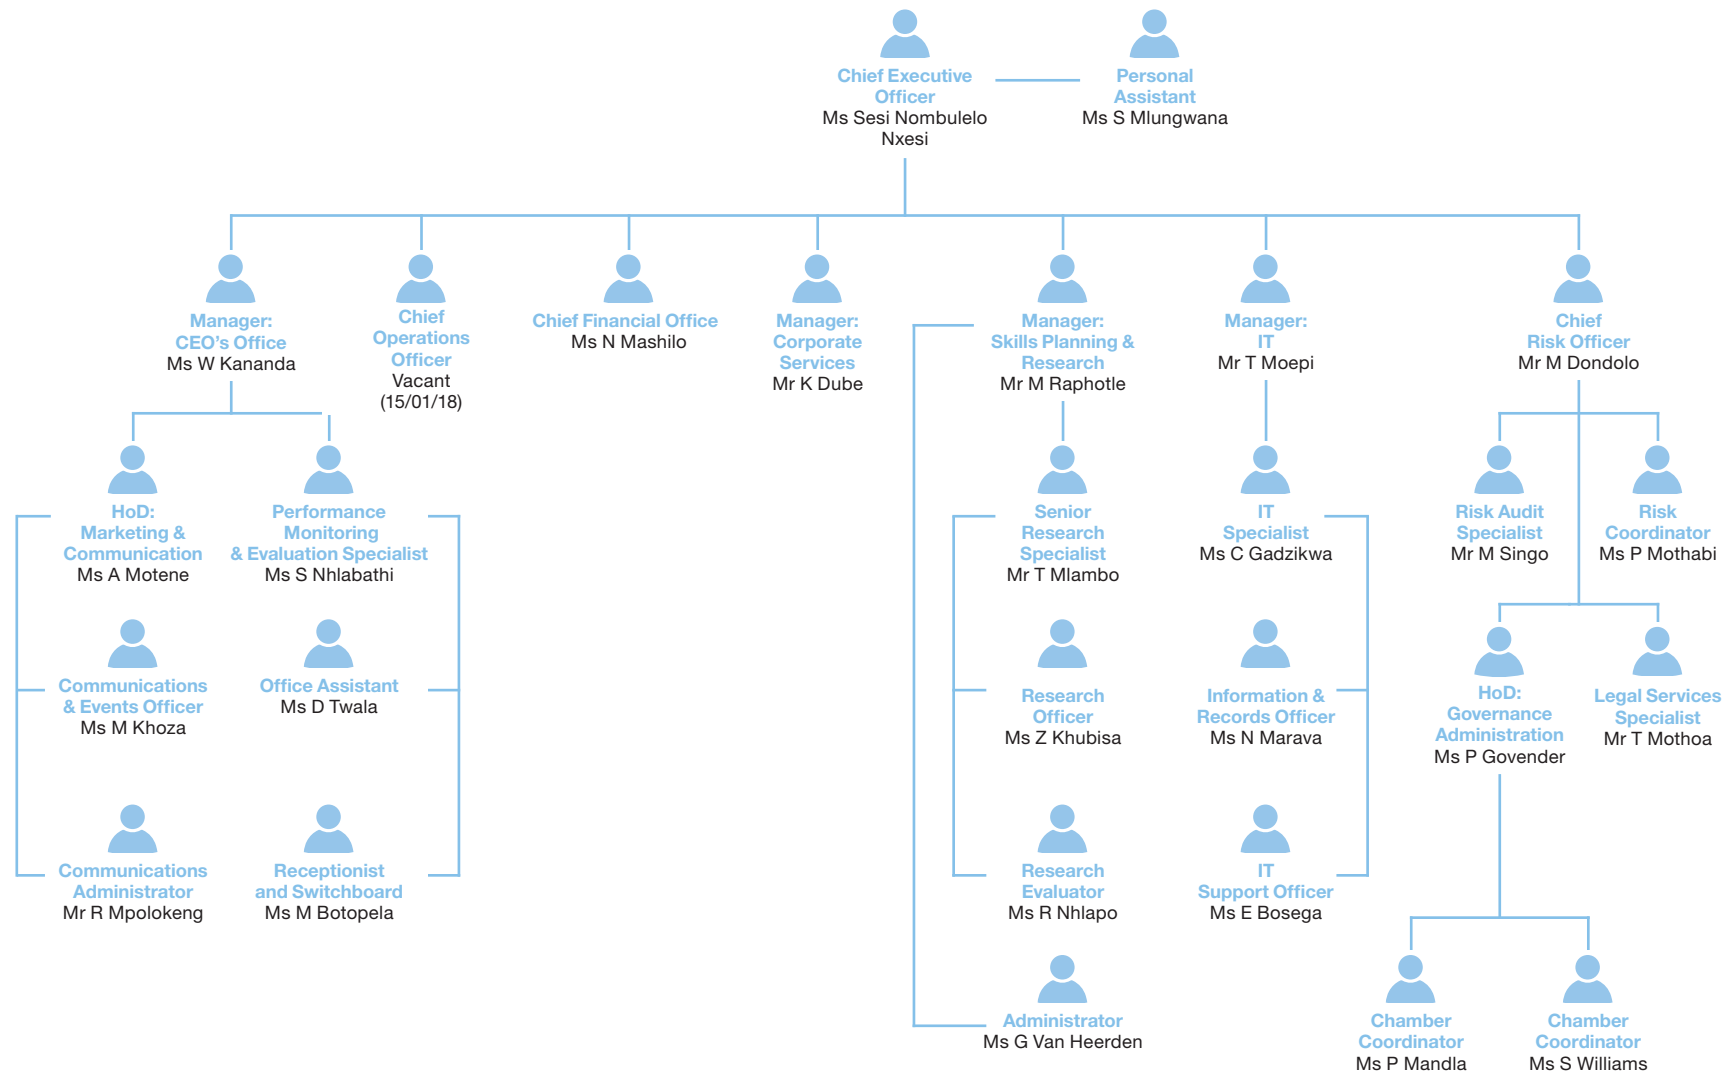 Chief Executive
Officer
Ms Sesi Nombulelo
Nxesi
Personal
Assistant
Ms S Mlungwana
Manager:
CEO's Office
Ms W Kananda
Chief
Operations
Officer
Vacant
(15/01/18)
Chief Financial Office
Ms N Mashilo
Manager:
Corporate
Services
Mr K Dube
Manager:
Skills Planning &
Research
Mr M Raphotle
Manager:
IT
Mr T Moepi
Chief
Risk Officer
Mr M Dondolo
HoD:
Marketing &
Communication
Ms A Motene
Performance
Monitoring
& Evaluation Specialist
Ms S Nhlabathi
Senior
Research
Specialist
Mr T Mlambo
IT
Specialist
Ms C Gadzikwa
Risk Audit
Specialist
Mr M Singo
Risk
Coordinator
Ms P Mothabi
Communications
& Events Officer
Ms M Khoza
Office Assistant
Ms D Twala
Research
Officer
Ms Z Khubisa
Information &
Records Officer
Ms N Marava
HoD:
Governance
Administration
Ms P Govender
Legal Services
Specialist
Mr T Mothoa
Communications
Administrator
Mr R Mpolokeng
Receptionist
and Switchboard
Ms M Botopela
Research
Evaluator
Ms R Nhlapo
IT
Support Officer
Ms E Bosega
Administrator
Ms G Van Heerden
Chamber
Coordinator
Ms P Mandla
Chamber
Coordinator
Ms S Williams